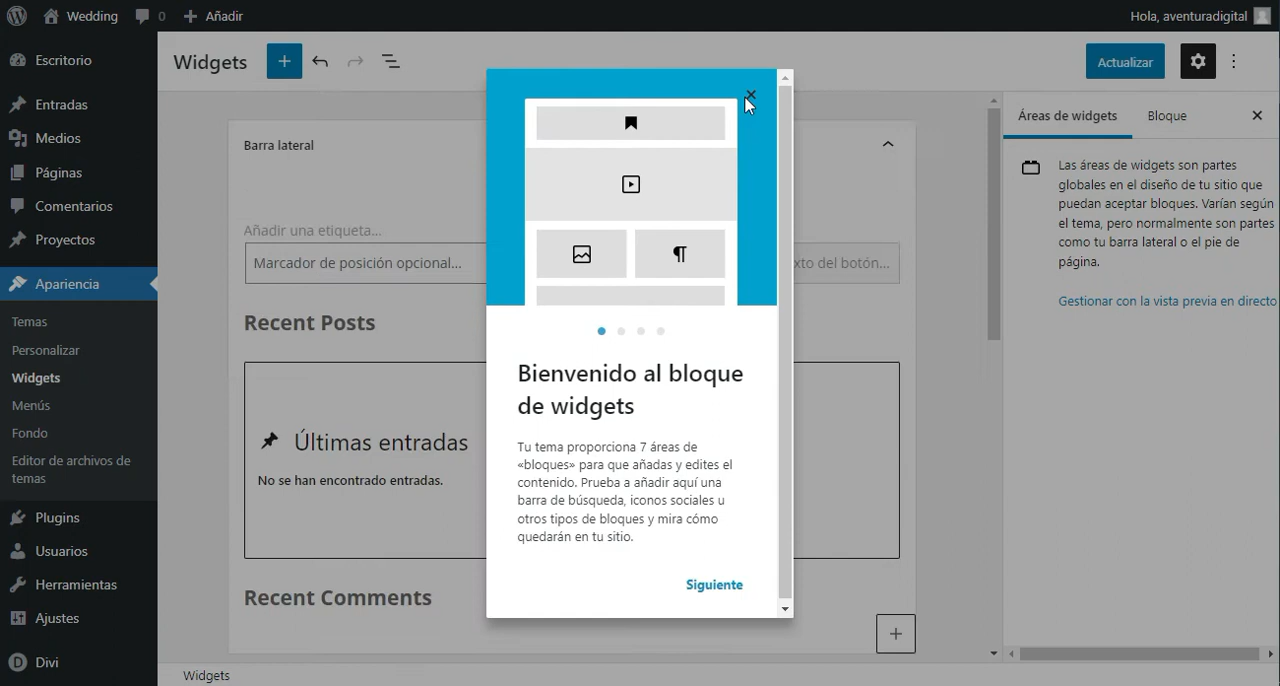 Wedding
0
Añadir
Hola, aventuradigital
Escritorio
Entradas
Medios
Páginas
Comentarios
Proyectos
Apariencia
Temas
Personalizar
Widgets
Menús
Fondo
Editor de archivos de
temas
Plugins
Usuarios
Herramientas
Ajustes
Divi
Widgets
Actualizar
Barra lateral
Añadir una etiqueta...
Marcador de posición opcional...
xto del botón...
Recent Posts
Últimas entradas
No se han encontrado entradas.
Recent Comments
Bienvenido al bloque
de widgets
Tu tema proporciona 7 áreas de
«bloques» para que añadas y edites el
contenido. Prueba a añadir aquí una
barra de búsqueda, iconos sociales u
otros tipos de bloques y mira cómo
quedarán en tu sitio.
Siguiente
Áreas de widgets
Bloque
Las áreas de widgets son partes
globales en el diseño de tu sitio que
puedan aceptar bloques. Varían según
el tema, pero normalmente son partes
como tu barra lateral o el pie de
página.
Gestionar con la vista previa en directo
Widgets